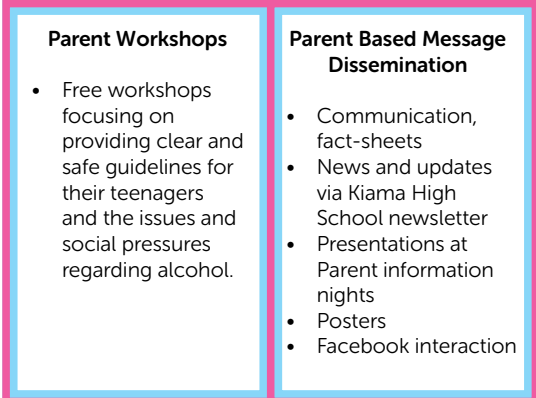 Parent Workshops
• Free workshops
focusing on
providing clear and
safe guidelines for
their teenagers
and the issues and
social pressures
regarding alcohol.
Parent Based Message
Dissemination
• Communication,
fact-sheets
• News and updates
via Kiama High
School newsletter
• Presentations at
Parent information
nights
• Posters
• Facebook interaction